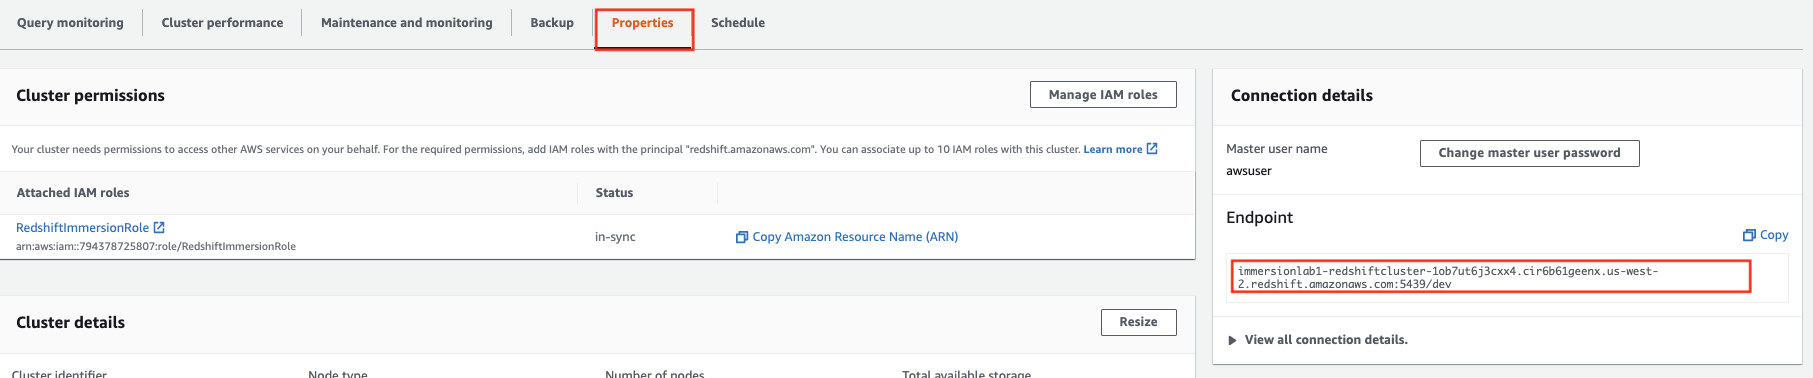 Query monitoring
Cluster performance
Maintenance and monitoring
Backup
Properties
Schedule
Cluster permissions
Manage IAM roles
Your cluster needs permissions to access other AWS services on your behalf. For the required permissions, add IAM roles with the principal "redshift.amazonaws.com". You can associate up to 10 IAM roles with this cluster. Learn more
Attached IAM roles
Status
RedshiftImmersionRole
arn:aws:iam::794378725807:role/RedshiftImmersionRole
in-sync
Copy Amazon Resource Name (ARN)
Cluster details
Resize
Cluster identifier
Node type
Number of nodes
Total available storage
Connection details
Master user name
awsuser
Change master user password
Endpoint
Copy
immersionlab1-redshiftcluster-1ob7ut6j3cxx4.cir6b61geenx.us-west-
2.redshift.amazonaws.com:5439/dev
View all connection details.